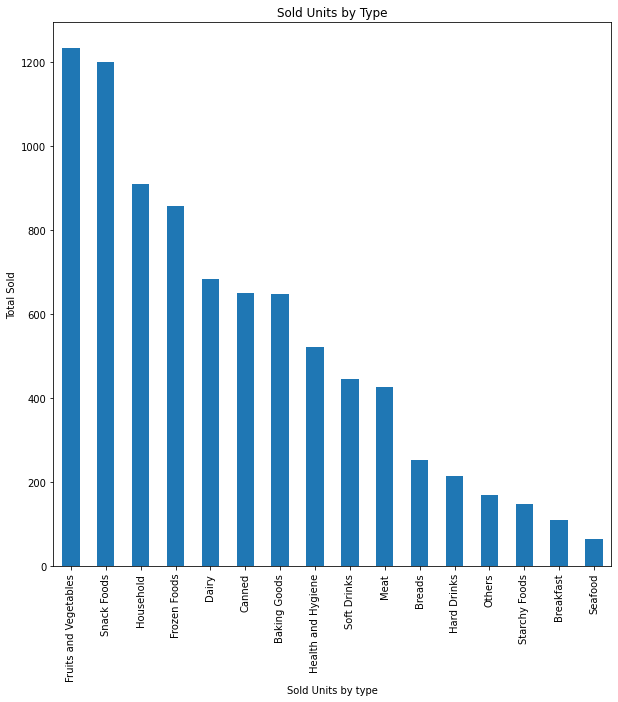 Sold Units by Type
Total Sold
1200
1000
800
600
400
200
0
Fruits and Vegetables
Snack Foods
Household
Frozen Foods
Dairy
Canned
Baking Goods
Health and Hygiene
Soft Drinks
Meat
Breads
Hard Drinks
Others
Starchy Foods
Breakfast
Seafood
Sold Units by type